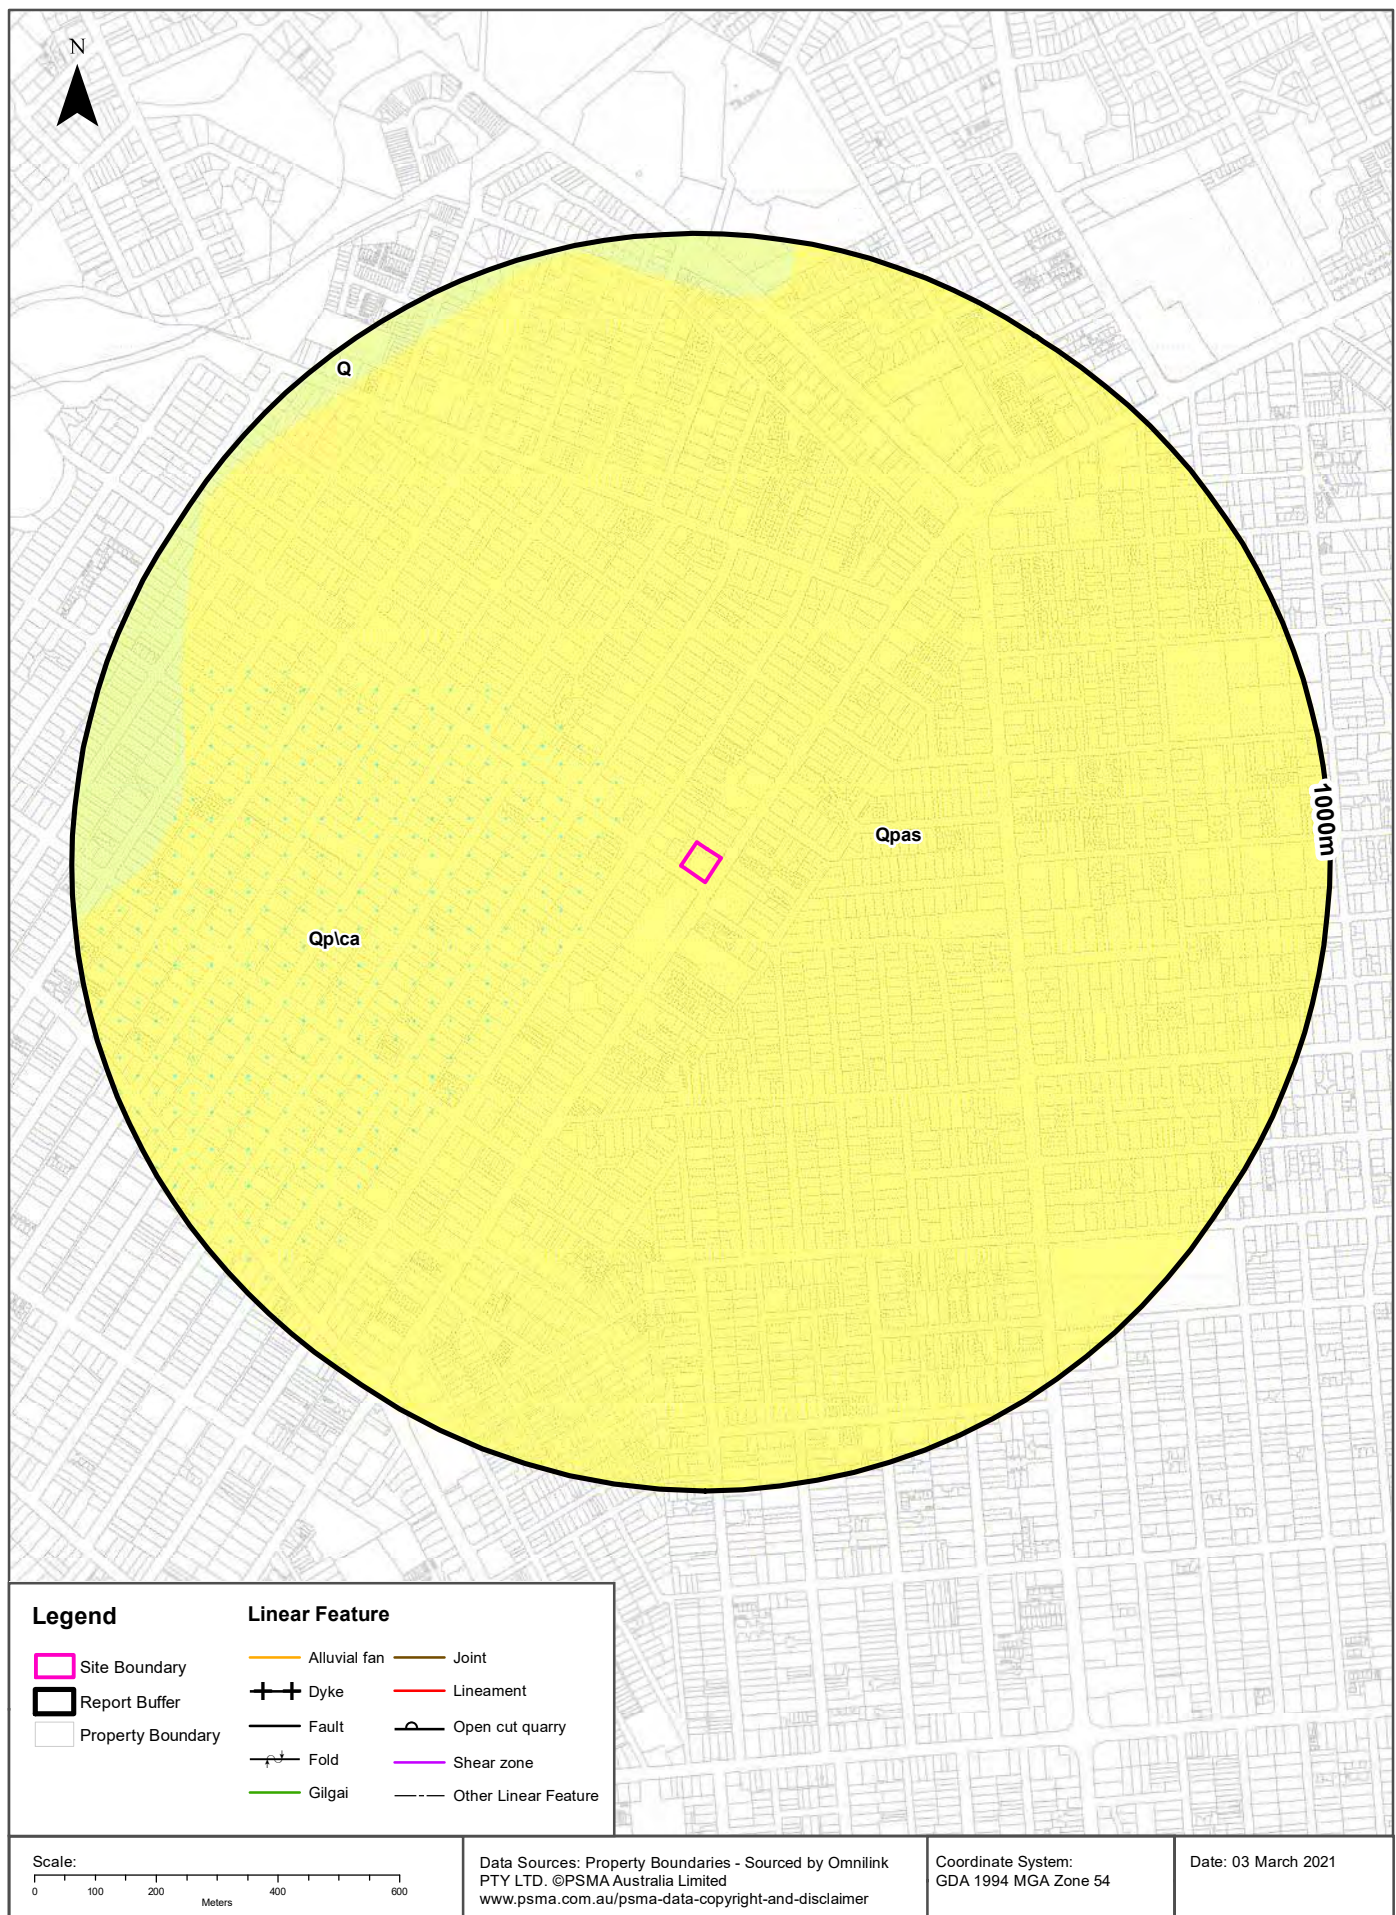 N
Q
1000m
Qpas
Qp\ca
Legend
Site Boundary
Report Buffer
Property Boundary
Linear Feature
Alluvial fan
Dyke
Fault
Fold
Gilgai
Joint
Lineament
Open cut quarry
Shear zone
Other Linear Feature
Scale:
0 100 200 400 600
Meters
Data Sources: Property Boundaries - Sourced by Omnilink
PTY LTD. ©PSMA Australia Limited
www.psma.com.au/psma-data-copyright-and-disclaimer
Coordinate System:
GDA 1994 MGA Zone 54
Date: 03 March 2021